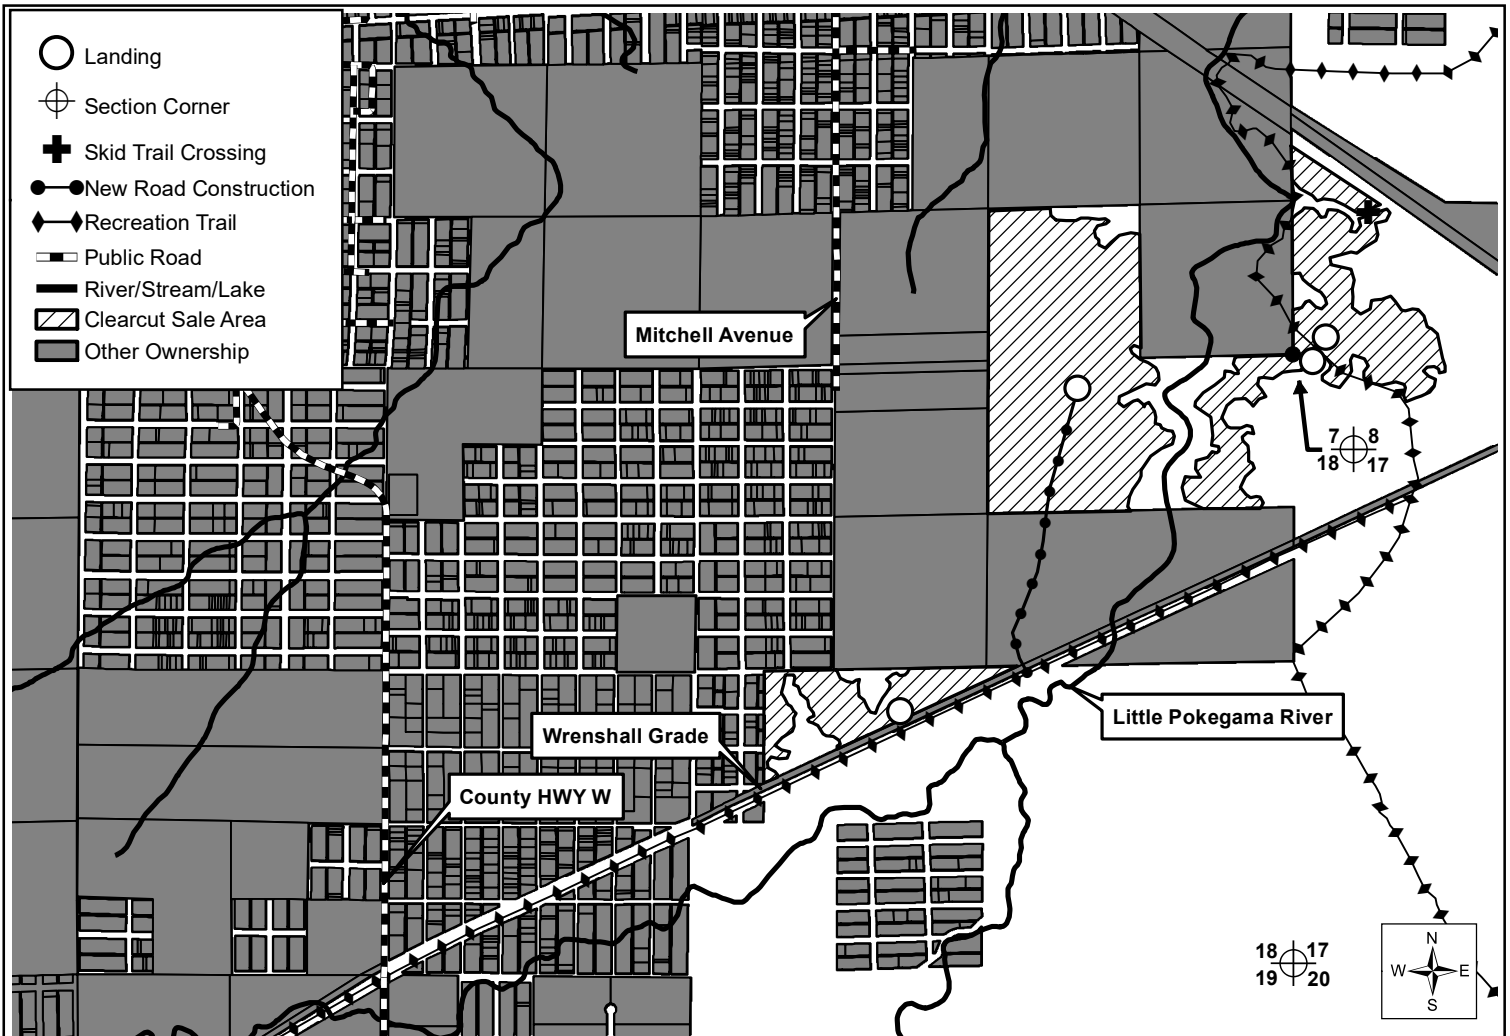 Landing
Section Corner
Skid Trail Crossing
New Road Construction
Recreation Trail
Public Road
River/Stream/Lake
Clearcut Sale Area
Other Ownership
Mitchell Avenue
7 8
18 17
Little Pokegama River
Wrenshall Grade
County HWY W
18 17
19 20
N
W E
S